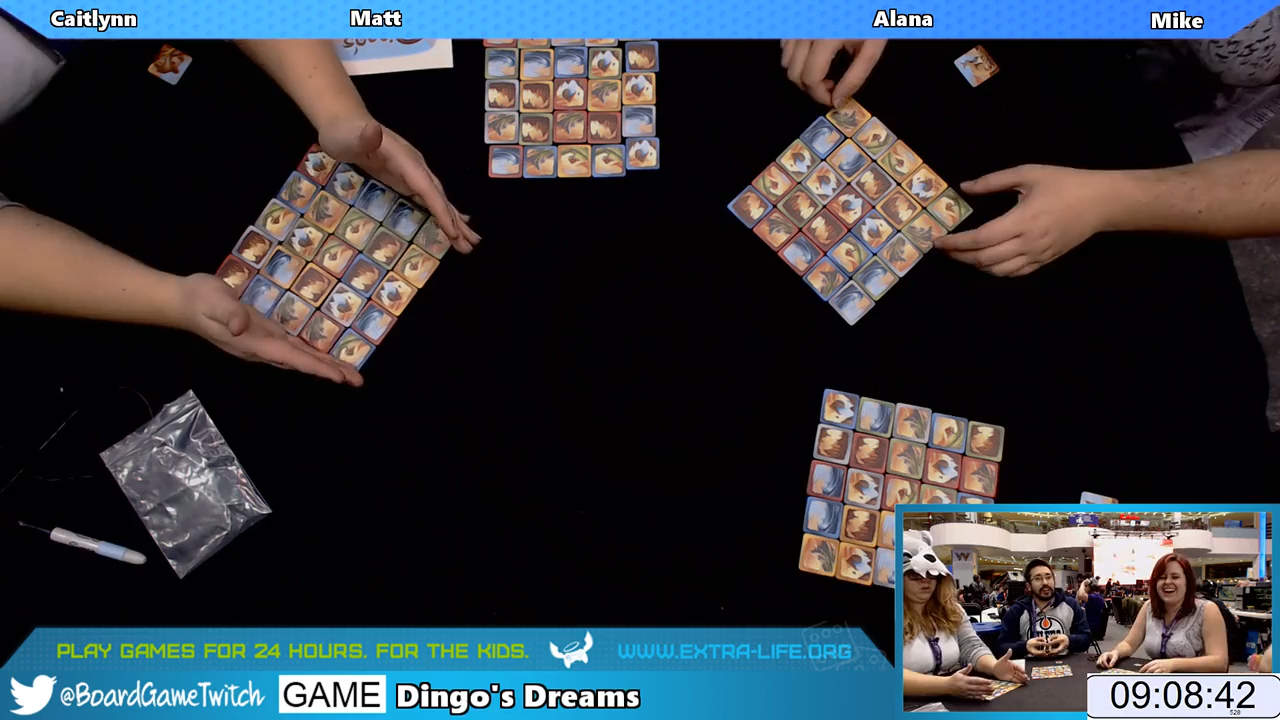 Caitlynn
Matt
Alana
Mike
PLAY GAMES FOR 24 HOURS. FOR THE KIDS.
WWW.EXTRA-LIFE.ORG
@BoardGameTwitch
GAME
Dingo's Dreams
09:08:42
528